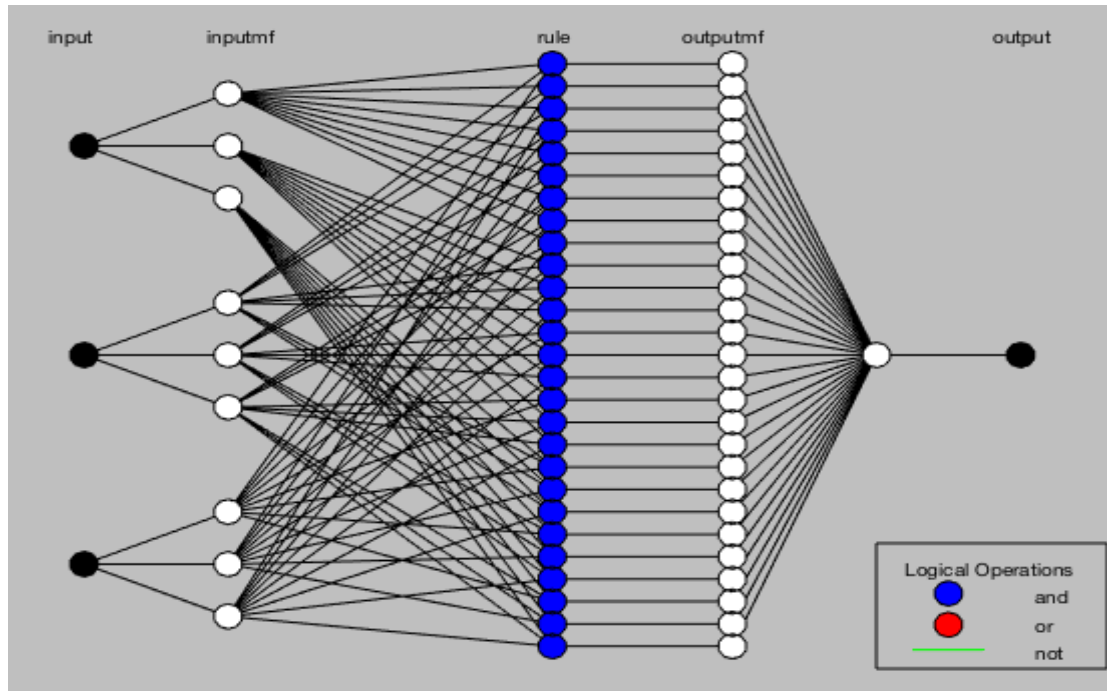 input inputmf rule outputmf output
Logical Operations
and
or
not